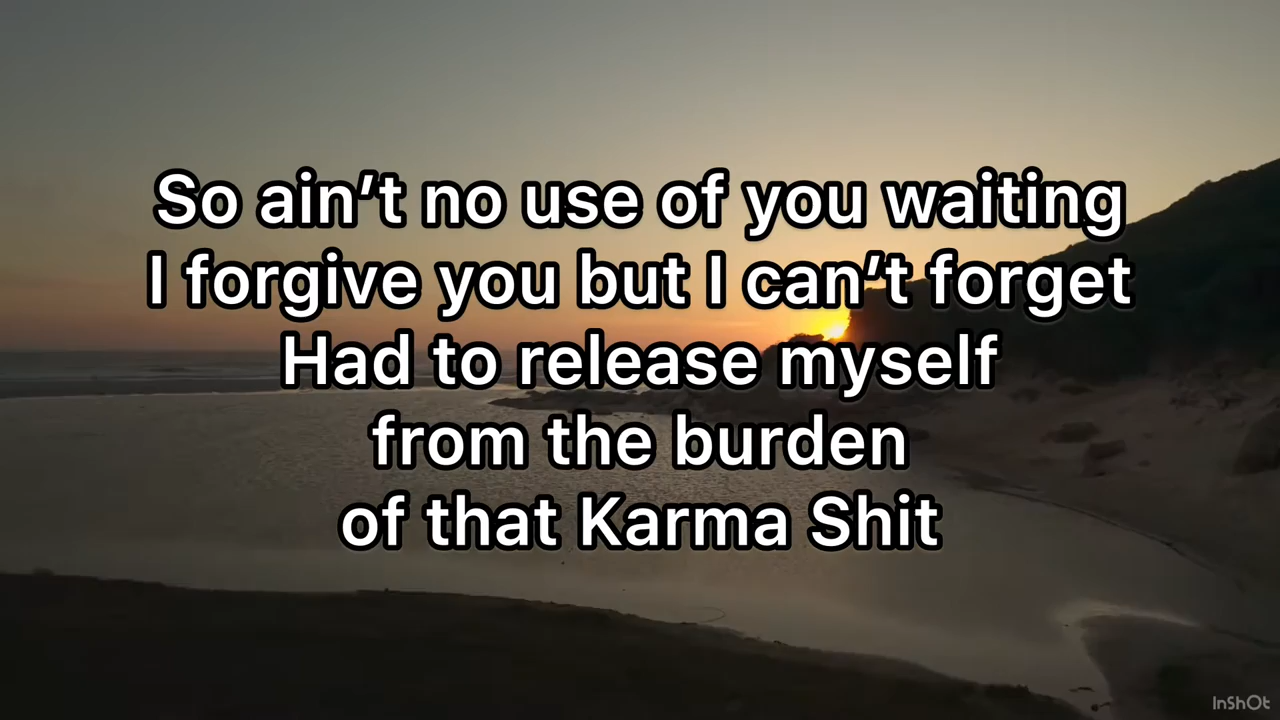 So ain’t no use of you waiting
I forgive you but I can’t forget
Had to release myself
from the burden
of that Karma Shit
InShOt